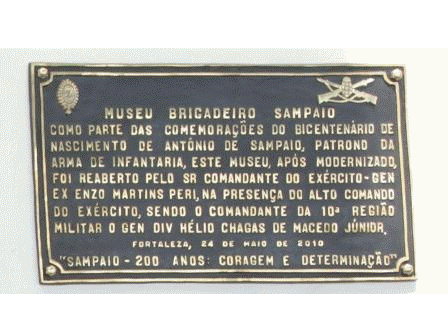 MUSEU BRIGADEIRO SAMPAIO
COMO PARTE DAS COMEMORAÇÕES DO BICENTENÁRIO DE
NASCIMENTO DE ANTÔNIO DE SAMPAIO, PATRONO DA
ARMA DE INFANTARIA, ESTE MUSEU, APÓS MODERNIZADO,
FOI REABERTO PELO SR COMANDANTE DO EXÉRCITO-GEN
EX ENZO MARTINS PERI, NA PRESENÇA DO ALTO COMANDO
DO EXÉRCITO, SENDO O COMANDANTE DA 10ª REGIÃO
MILITAR O GEN DIV HÉLIO CHAGAS DE MACEDO JÚNIOR.
FORTALEZA, 24 DE MAIO DE 2010
"SAMPAIO - 200 ANOS: CORAGEM E DETERMINAÇÃO"